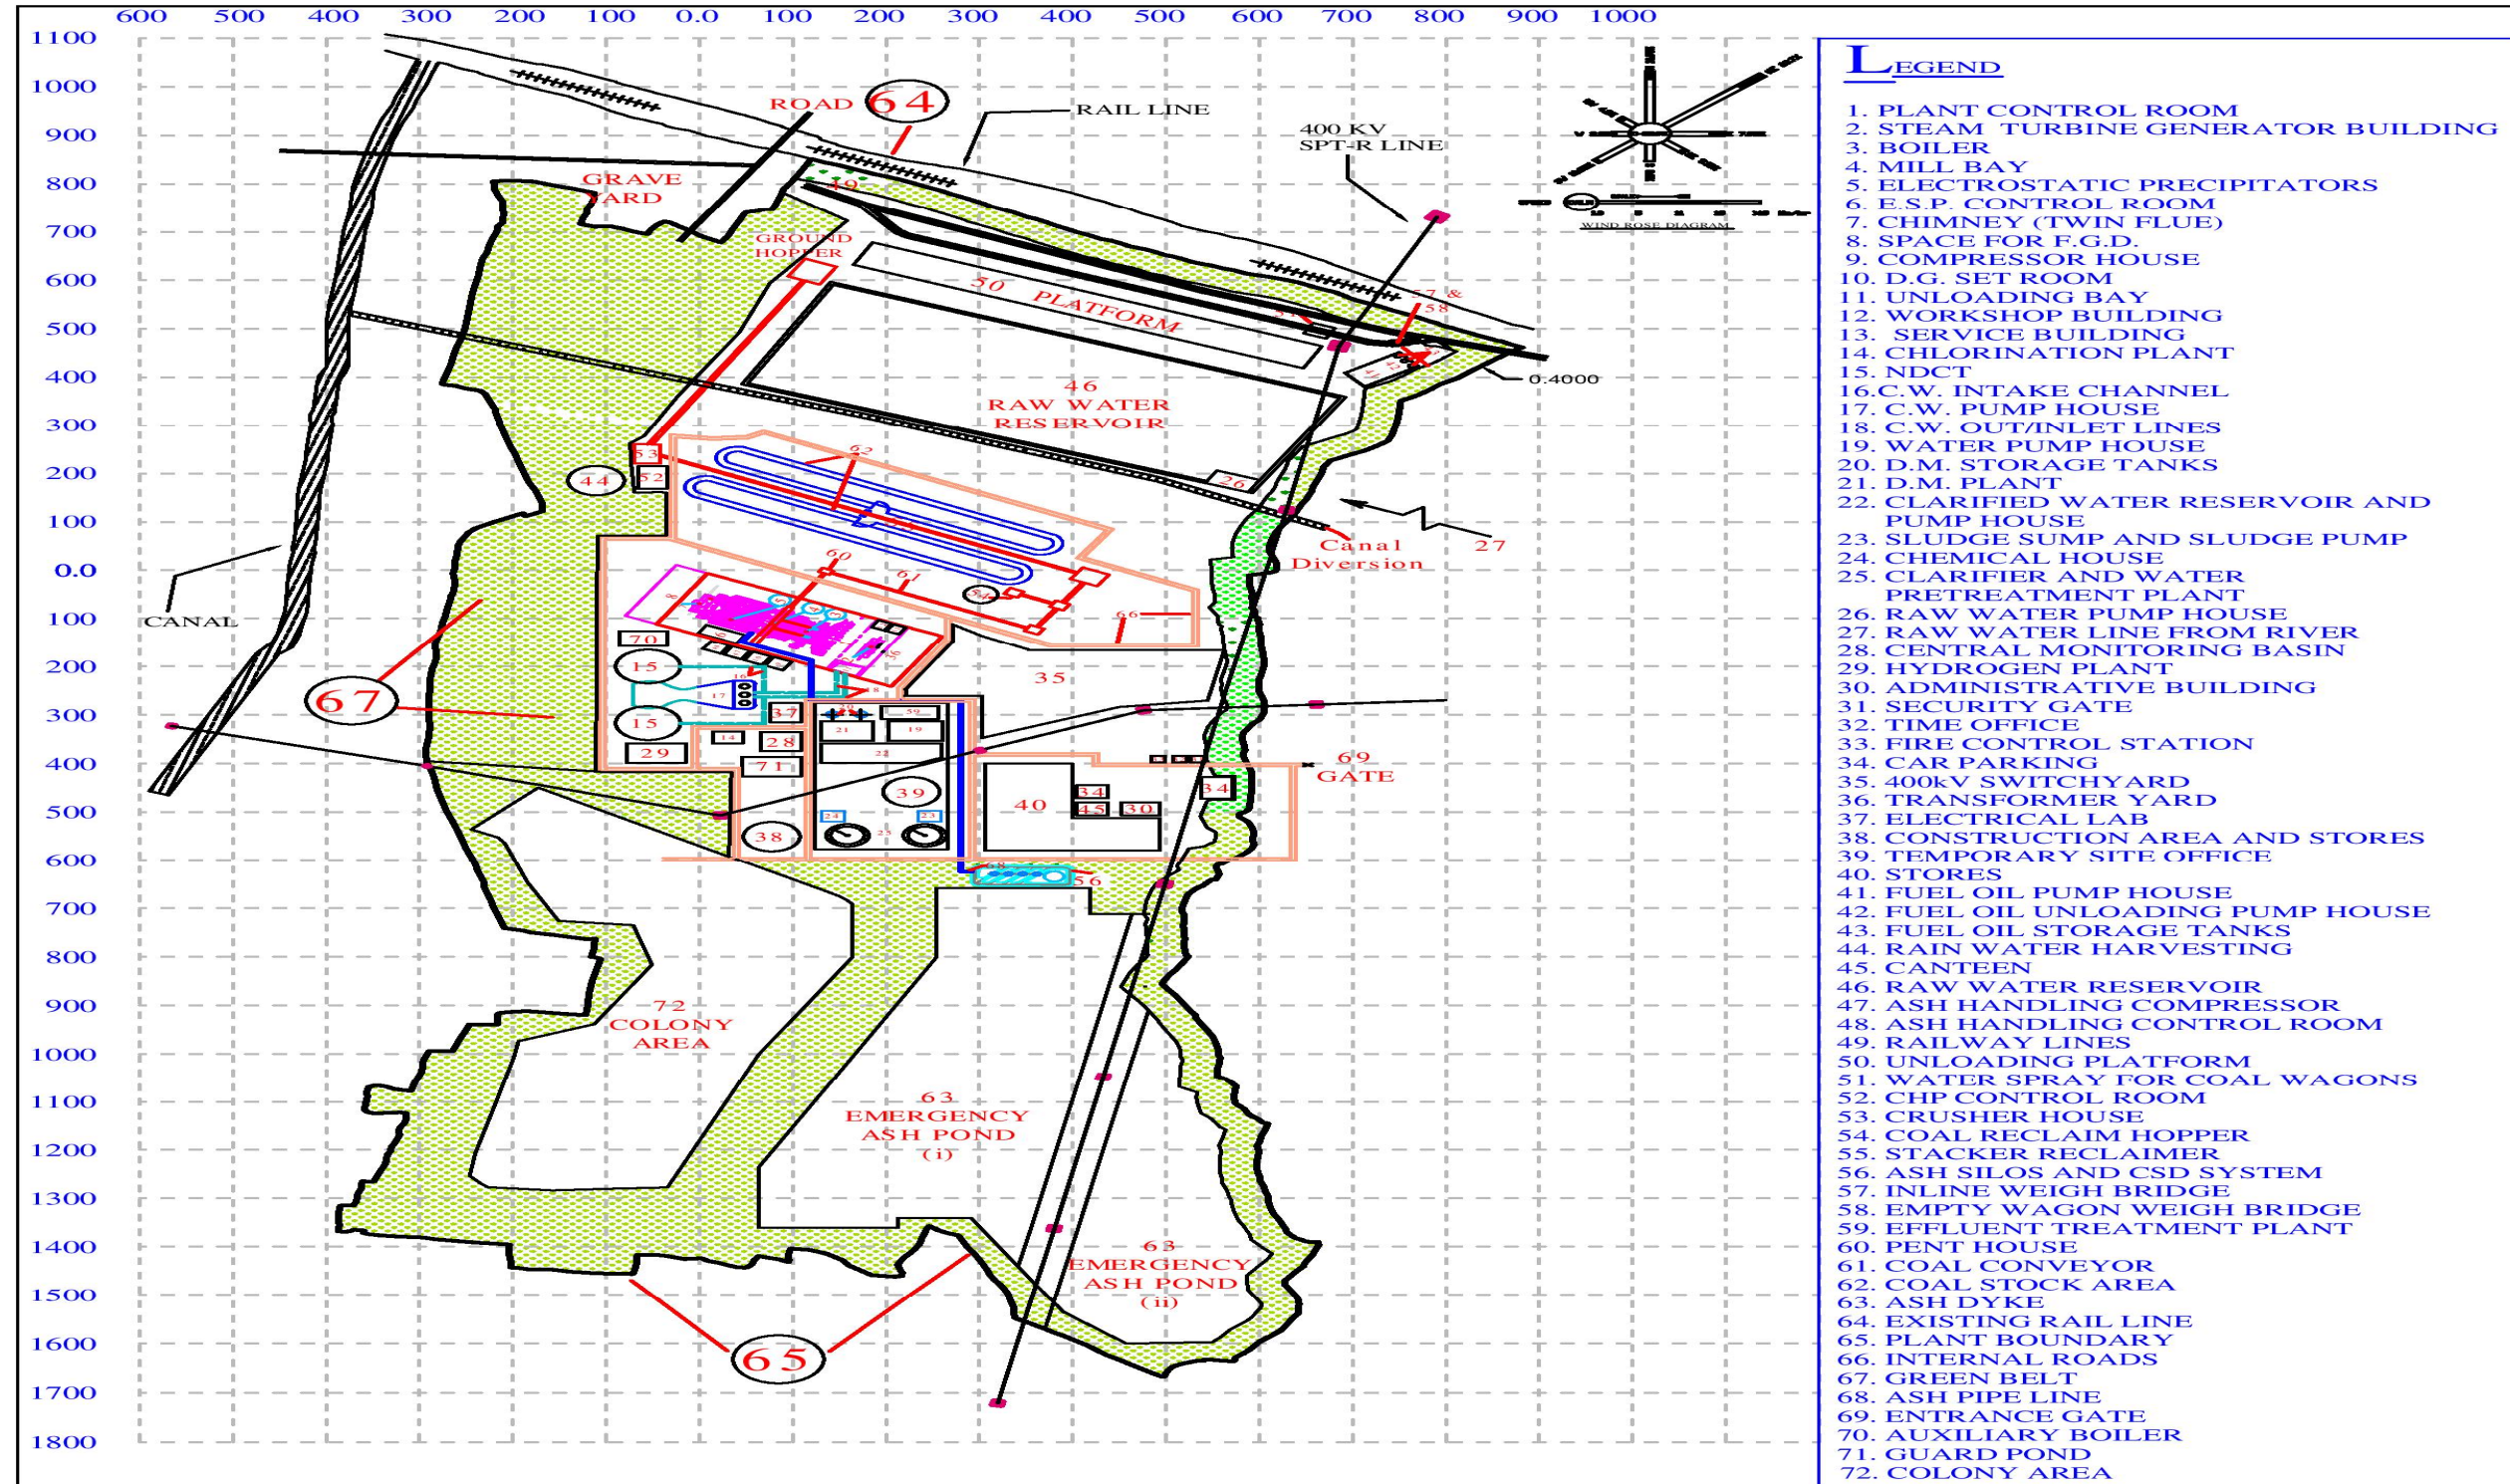 600 500 400 300 200 100 0.0 100 200 300 400 500 600 700 800 900 1000
1100
1000
900
800
700
600
500
400
300
200
100
0.0
100
200
300
400
500
600
700
800
900
1000
1100
1200
1300
1400
1500
1600
1700
1800
ROAD
64
RAIL LINE
400 KV
SPT-R LINE
GRAVE
YARD
49
GROUND
HOPPER
50 PLATFORM
57 &
58
46
RAW WATER
RESERVOIR
0.4000
WIND ROSE DIAGRAM
53
52
44
62
26
27
Canal
Diversion
60
61
66
CANAL
70
15
67
17
15
29
37
14
28
71
59
21
19
22
35
69
GATE
39
24
23
25
38
40
34
45
30
34
68
56
72
COLONY
AREA
63
EMERGENCY
ASH POND
(i)
63
EMERGENCY
ASH POND
(ii)
65
LEGEND
1. PLANT CONTROL ROOM
2. STEAM TURBINE GENERATOR BUILDING
3. BOILER
4. MILL BAY
5. ELECTROSTATIC PRECIPITATORS
6. E.S.P. CONTROL ROOM
7. CHIMNEY (TWIN FLUE)
8. SPACE FOR F.G.D.
9. COMPRESSOR HOUSE
10. D.G. SET ROOM
11. UNLOADING BAY
12. WORKSHOP BUILDING
13. SERVICE BUILDING
14. CHLORINATION PLANT
15. NDCT
16.C.W. INTAKE CHANNEL
17. C.W. PUMP HOUSE
18. C.W. OUT/INLET LINES
19. WATER PUMP HOUSE
20. D.M. STORAGE TANKS
21. D.M. PLANT
22. CLARIFIED WATER RESERVOIR AND
PUMP HOUSE
23. SLUDGE SUMP AND SLUDGE PUMP
24. CHEMICAL HOUSE
25. CLARIFIER AND WATER
PRETREATMENT PLANT
26. RAW WATER PUMP HOUSE
27. RAW WATER LINE FROM RIVER
28. CENTRAL MONITORING BASIN
29. HYDROGEN PLANT
30. ADMINISTRATIVE BUILDING
31. SECURITY GATE
32. TIME OFFICE
33. FIRE CONTROL STATION
34. CAR PARKING
35. 400kV SWITCHYARD
36. TRANSFORMER YARD
37. ELECTRICAL LAB
38. CONSTRUCTION AREA AND STORES
39. TEMPORARY SITE OFFICE
40. STORES
41. FUEL OIL PUMP HOUSE
42. FUEL OIL UNLOADING PUMP HOUSE
43. FUEL OIL STORAGE TANKS
44. RAIN WATER HARVESTING
45. CANTEEN
46. RAW WATER RESERVOIR
47. ASH HANDLING COMPRESSOR
48. ASH HANDLING CONTROL ROOM
49. RAILWAY LINES
50. UNLOADING PLATFORM
51. WATER SPRAY FOR COAL WAGONS
52. CHP CONTROL ROOM
53. CRUSHER HOUSE
54. COAL RECLAIM HOPPER
55. STACKER RECLAIMER
56. ASH SILOS AND CSD SYSTEM
57. INLINE WEIGH BRIDGE
58. EMPTY WAGON WEIGH BRIDGE
59. EFFLUENT TREATMENT PLANT
60. PENT HOUSE
61. COAL CONVEYOR
62. COAL STOCK AREA
63. ASH DYKE
64. EXISTING RAIL LINE
65. PLANT BOUNDARY
66. INTERNAL ROADS
67. GREEN BELT
68. ASH PIPE LINE
69. ENTRANCE GATE
70. AUXILIARY BOILER
71. GUARD POND
72. COLONY AREA